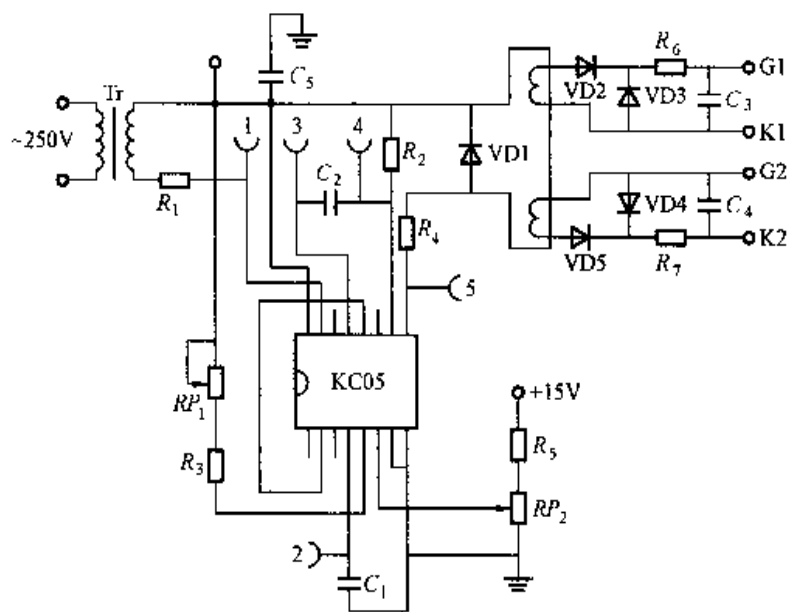 ~250V
Tr
R1
C5
1
3
4
C2
R2
R4
5
VD1
VD2
VD3
R6
C3
G1
K1
G2
VD4
C4
VD5
R7
K2
KC05
RP1
R3
2
C1
+15V
R5
RP2